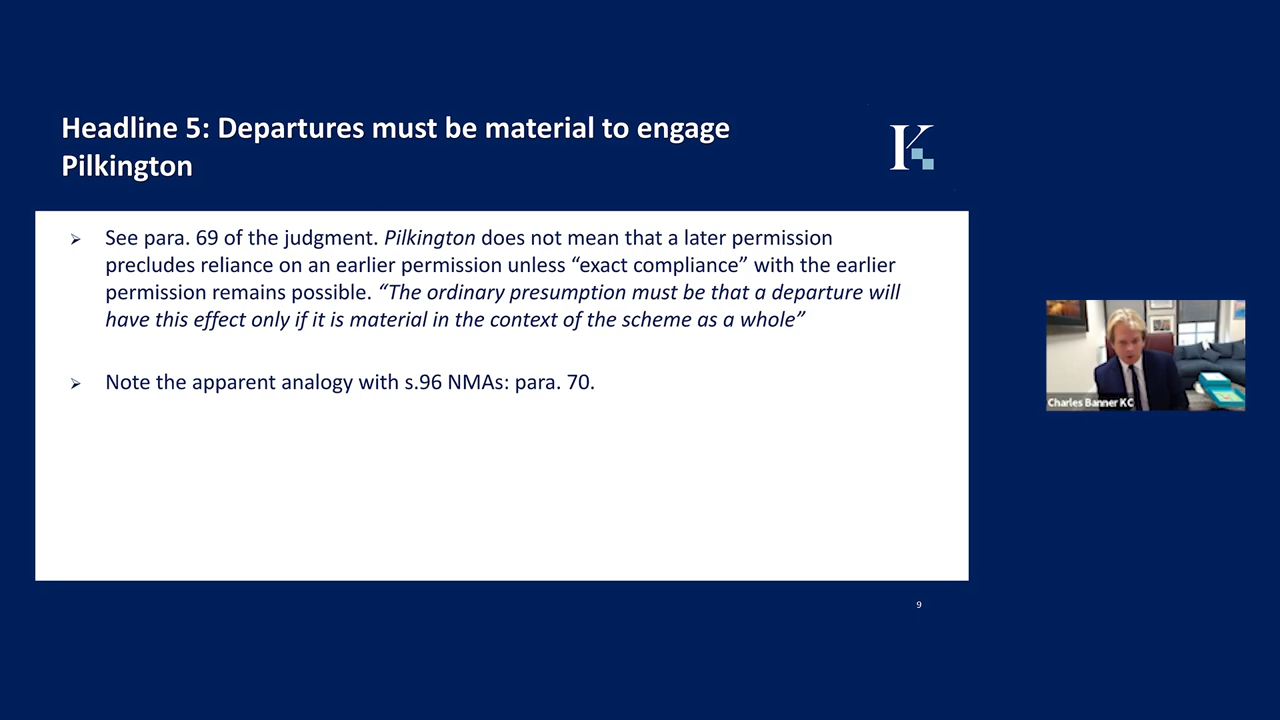 Headline 5: Departures must be material to engage
Pilkington
K
➢ See para. 69 of the judgment. Pilkington does not mean that a later permission
precludes reliance on an earlier permission unless “exact compliance” with the earlier
permission remains possible. “The ordinary presumption must be that a departure will
have this effect only if it is material in the context of the scheme as a whole”
➢ Note the apparent analogy with s.96 NMAs: para. 70.
Charles Banner KC
9